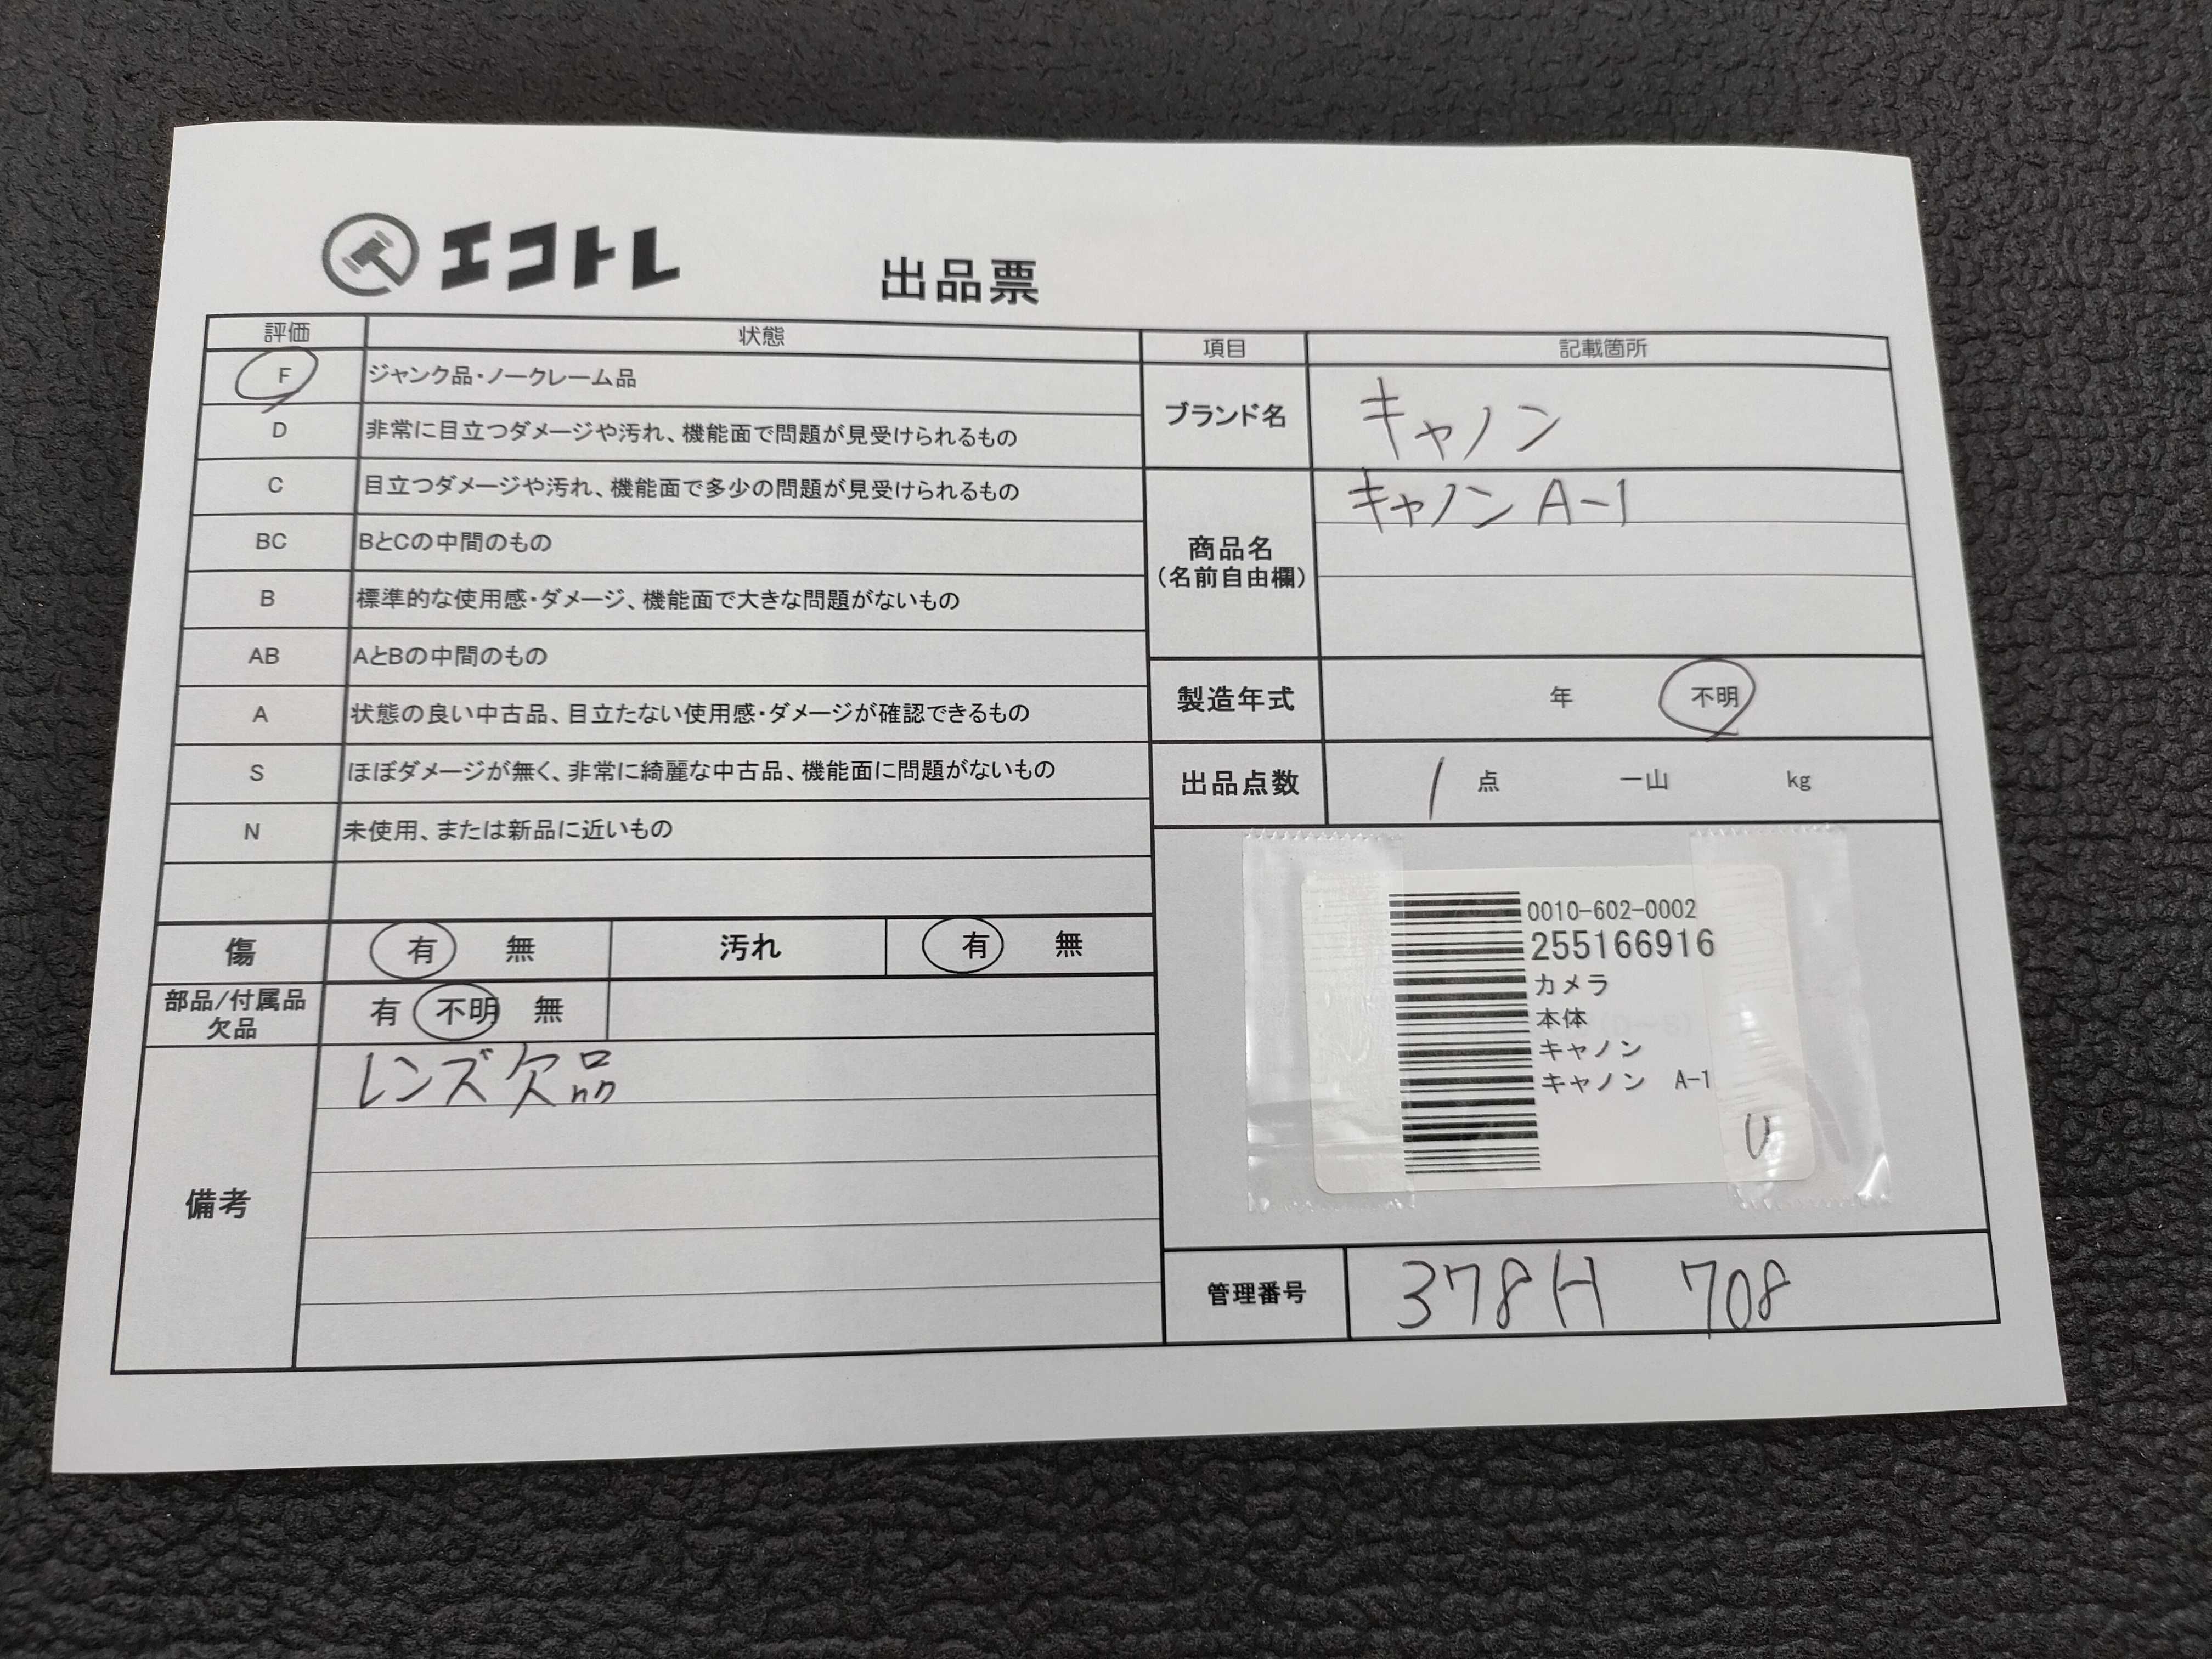 エコトレ
出品票
評価 状態
F ジャンク品・ノークレーム品
D 非常に目立つダメージや汚れ、機能面で問題が見受けられるもの
C 目立つダメージや汚れ、機能面で多少の問題が見受けられるもの
BC BとCの中間のもの
B 標準的な使用感・ダメージ、機能面で大きな問題がないもの
AB AとBの中間のもの
A 状態の良い中古品、目立たない使用感・ダメージが確認できるもの
S ほぼダメージが無く、非常に綺麗な中古品、機能面に問題がないもの
N 未使用、または新品に近いもの
傷 有 無 汚れ 有 無
部品/付属品 欠品 有 不明 無
備考 レンズ欠品
項目 記載箇所
ブランド名 キャノン
商品名 (名前自由欄) キャノン A-1
製造年式 年 不明
出品点数 1 点 一山 kg
0010-602-0002
255166916
カメラ
本体
キャノン
キャノン A-1
U
管理番号 378H 708